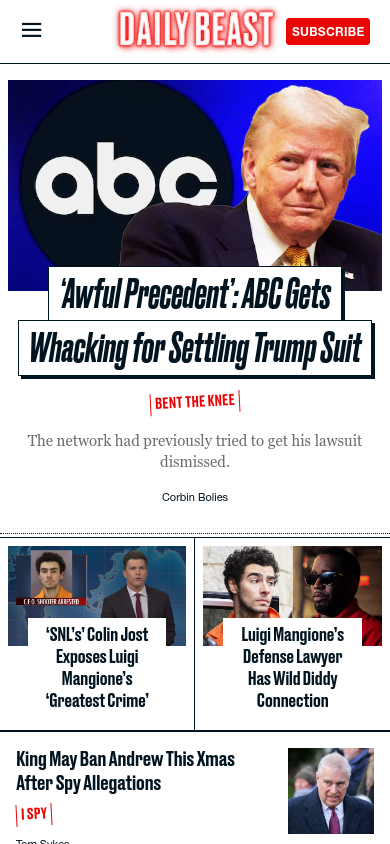 DAILY BEAST
SUBSCRIBE
abc
‘Awful Precedent’: ABC Gets
Whacking for Settling Trump Suit
BENT THE KNEE
The network had previously tried to get his lawsuit
dismissed.
Corbin Bolies
C.E.O. SHOOTER ARRESTED
‘SNL’s’ Colin Jost
Exposes Luigi
Mangione’s
‘Greatest Crime’
Luigi Mangione’s
Defense Lawyer
Has Wild Diddy
Connection
King May Ban Andrew This Xmas
After Spy Allegations
I SPY
Tom Sykes